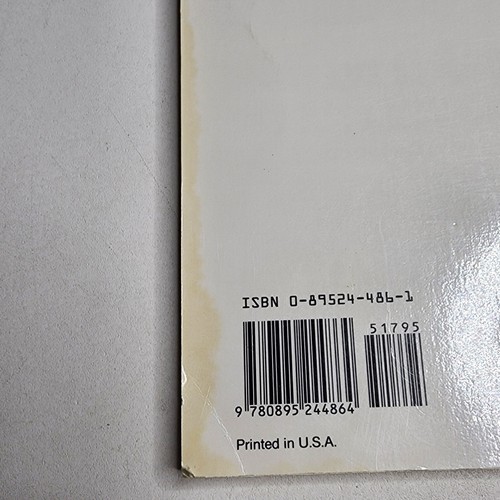 ISBN 0-89524-486-1
51795
9 780895 244864
Printed in U.S.A.